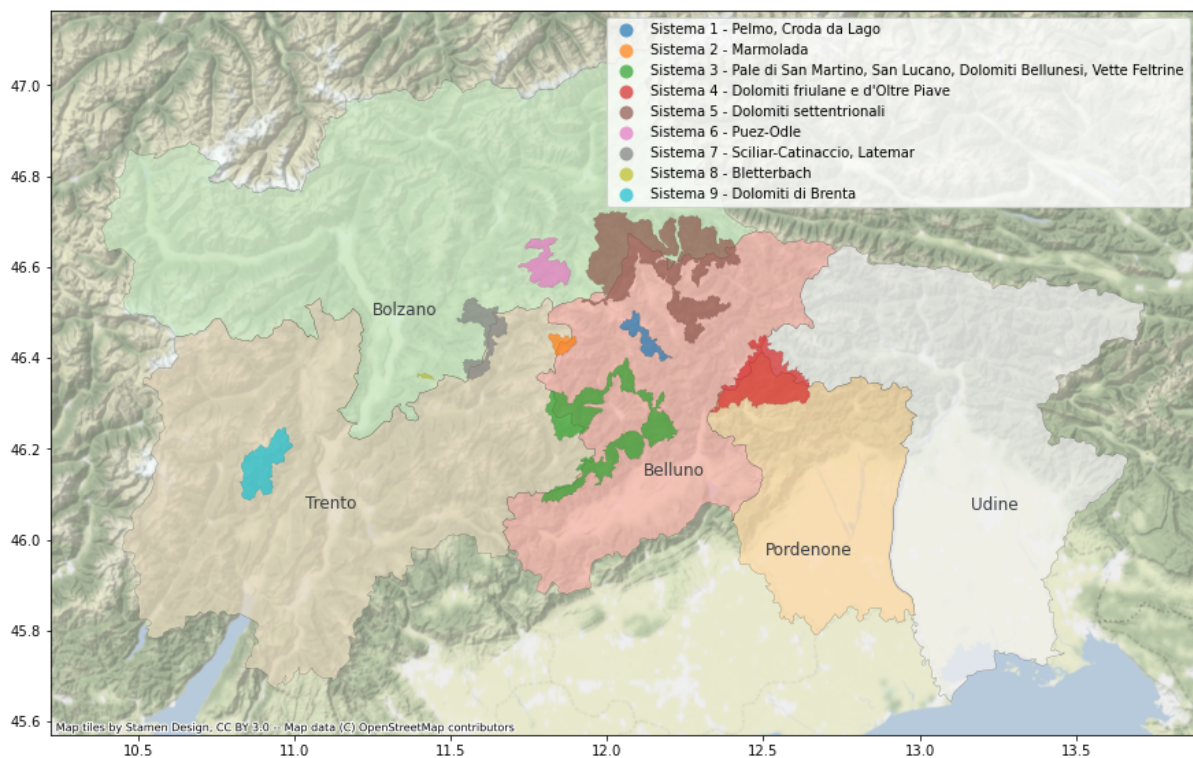 Sistema 1 - Pelmo, Croda da Lago
Sistema 2 - Marmolada
Sistema 3 - Pale di San Martino, San Lucano, Dolomiti Bellunesi, Vette Feltrine
Sistema 4 - Dolomiti friulane e d'Oltre Piave
Sistema 5 - Dolomiti settentrionali
Sistema 6 - Puez-Odle
Sistema 7 - Sciliar-Catinaccio, Latemar
Sistema 8 - Bletterbach
Sistema 9 - Dolomiti di Brenta
47.0
46.8
46.6
46.4
46.2
46.0
45.8
45.6
Bolzano
Belluno
Trento
Udine
Pordenone
Map tiles by Stamen Design, CC BY 3.0 -- Map data (C) OpenStreetMap contributors
10.5 11.0 11.5 12.0 12.5 13.0 13.5